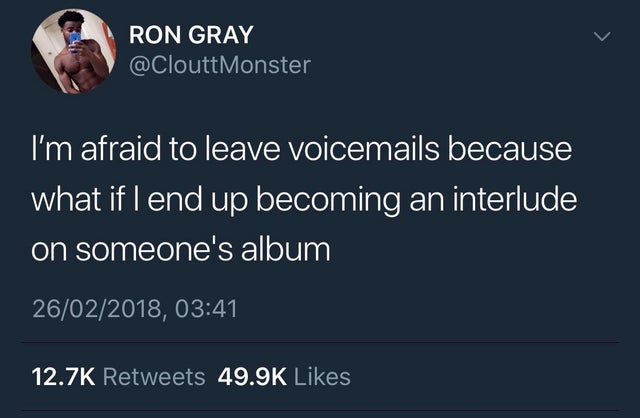 RON GRAY
@ClouttMonster
I'm afraid to leave voicemails because
what if I end up becoming an interlude
on someone's album
26/02/2018, 03:41
12.7K Retweets 49.9K Likes